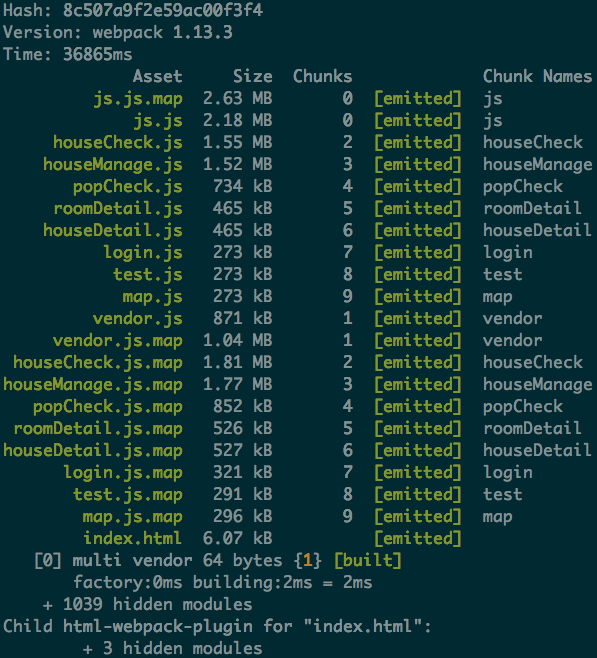 Hash: 8c507a9f2e59ac00f3f4
Version: webpack 1.13.3
Time: 36865ms
Asset Size Chunks Chunk Names
js.js.map 2.63 MB 0 [emitted] js
js.js 2.18 MB 0 [emitted] js
houseCheck.js 1.55 MB 2 [emitted] houseCheck
houseManage.js 1.52 MB 3 [emitted] houseManage
popCheck.js 734 kB 4 [emitted] popCheck
roomDetail.js 465 kB 5 [emitted] roomDetail
houseDetail.js 465 kB 6 [emitted] houseDetail
login.js 273 kB 7 [emitted] login
test.js 273 kB 8 [emitted] test
map.js 273 kB 9 [emitted] map
vendor.js 871 kB 1 [emitted] vendor
vendor.js.map 1.04 MB 1 [emitted] vendor
houseCheck.js.map 1.81 MB 2 [emitted] houseCheck
houseManage.js.map 1.77 MB 3 [emitted] houseManage
popCheck.js.map 852 kB 4 [emitted] popCheck
roomDetail.js.map 526 kB 5 [emitted] roomDetail
houseDetail.js.map 527 kB 6 [emitted] houseDetail
login.js.map 321 kB 7 [emitted] login
test.js.map 291 kB 8 [emitted] test
map.js.map 296 kB 9 [emitted] map
index.html 6.07 kB [emitted]
[0] multi vendor 64 bytes {1} [built]
factory:0ms building:2ms = 2ms
+ 1039 hidden modules
Child html-webpack-plugin for "index.html":
+ 3 hidden modules